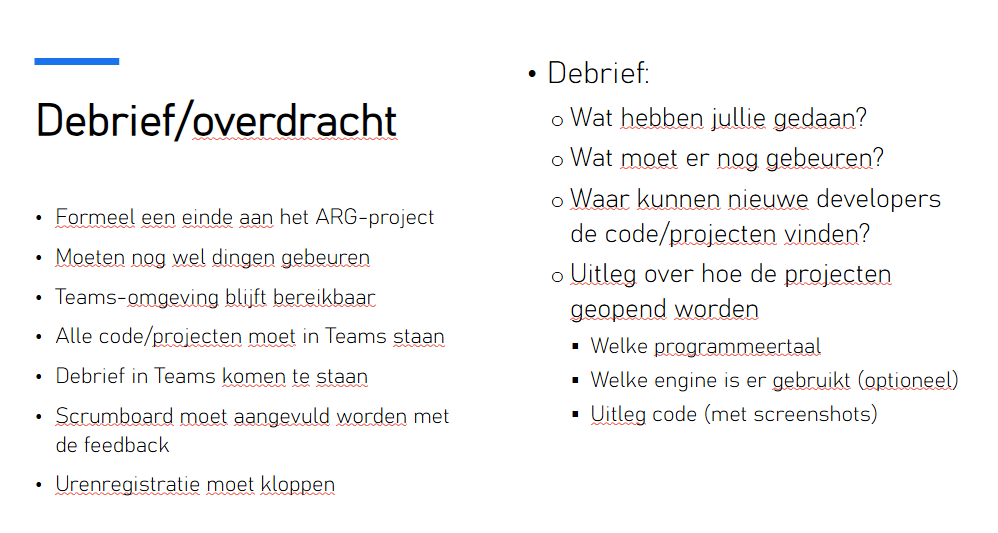 Debrief/overdracht
• Formeel een einde aan het ARG-project
• Moeten nog wel dingen gebeuren
• Teams-omgeving blijft bereikbaar
• Alle code/projecten moet in Teams staan
• Debrief in Teams komen te staan
• Scrumboard moet aangevuld worden met
de feedback
• Urenregistratie moet kloppen
• Debrief:
o Wat hebben jullie gedaan?
o Wat moet er nog gebeuren?
o Waar kunnen nieuwe developers
de code/projecten vinden?
o Uitleg over hoe de projecten
geopend worden
▪ Welke programmeertaal
▪ Welke engine is er gebruikt (optioneel)
▪ Uitleg code (met screenshots)